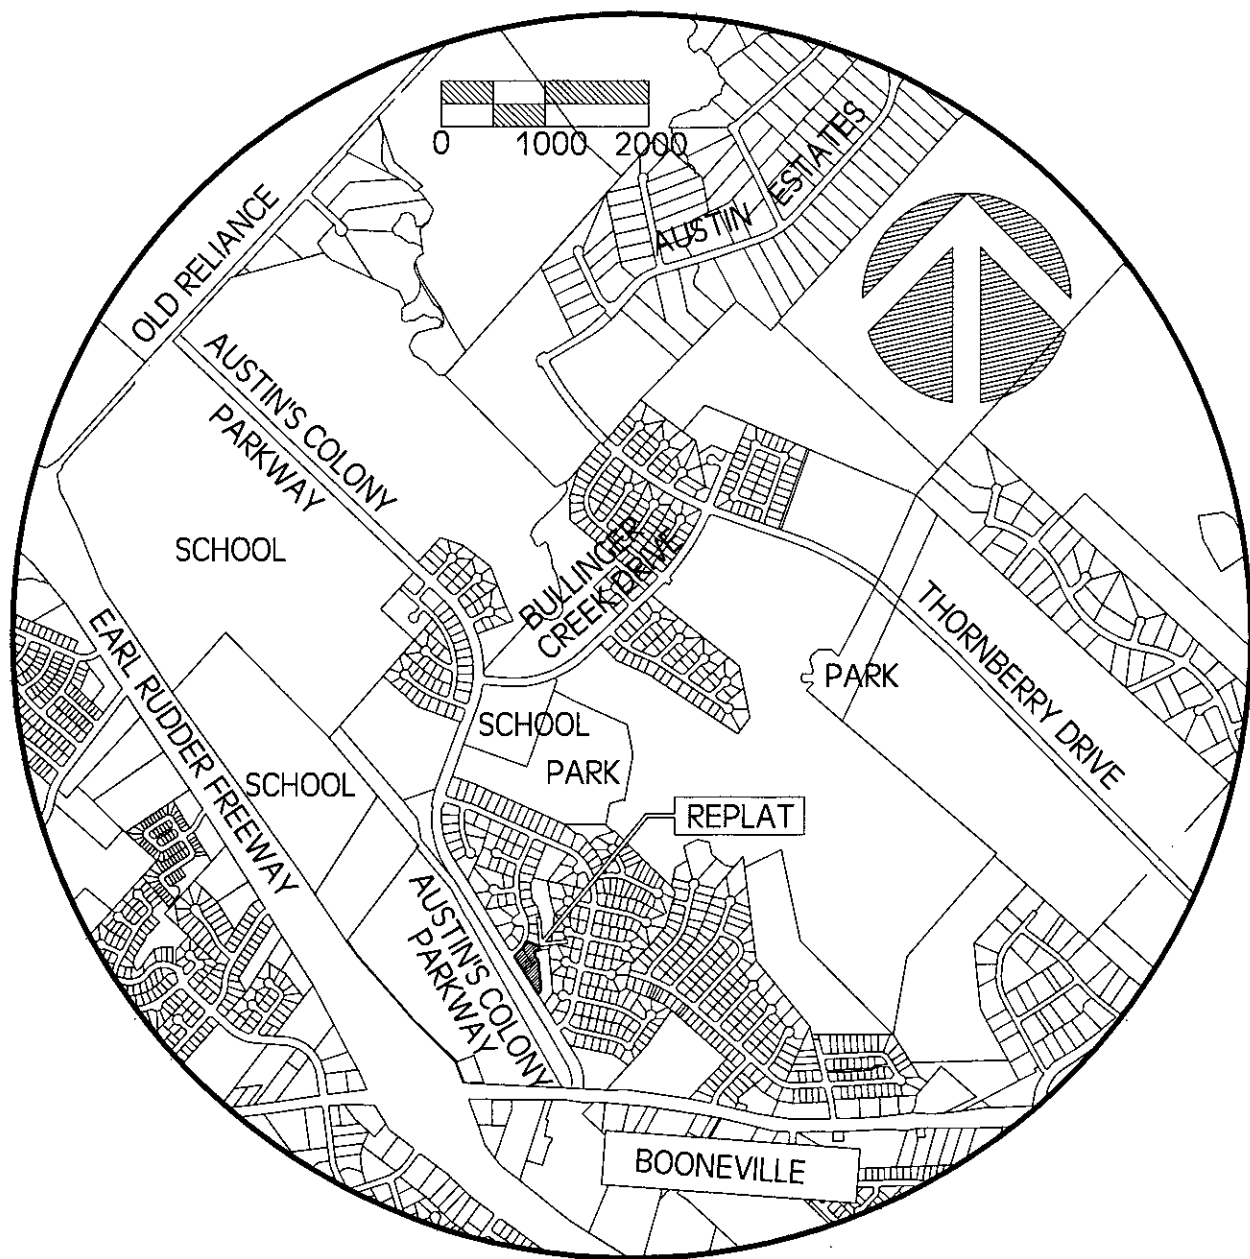 0 1000 2000
AUSTIN ESTATES
OLD RELIANCE
AUSTIN'S COLONY
PARKWAY
SCHOOL
BULLINGER
CREEK DRIVE
THORNBERRY DRIVE
PARK
EARL RUDDER FREEWAY
SCHOOL
SCHOOL
PARK
REPLAT
AUSTIN'S COLONY
PARKWAY
BOONEVILLE